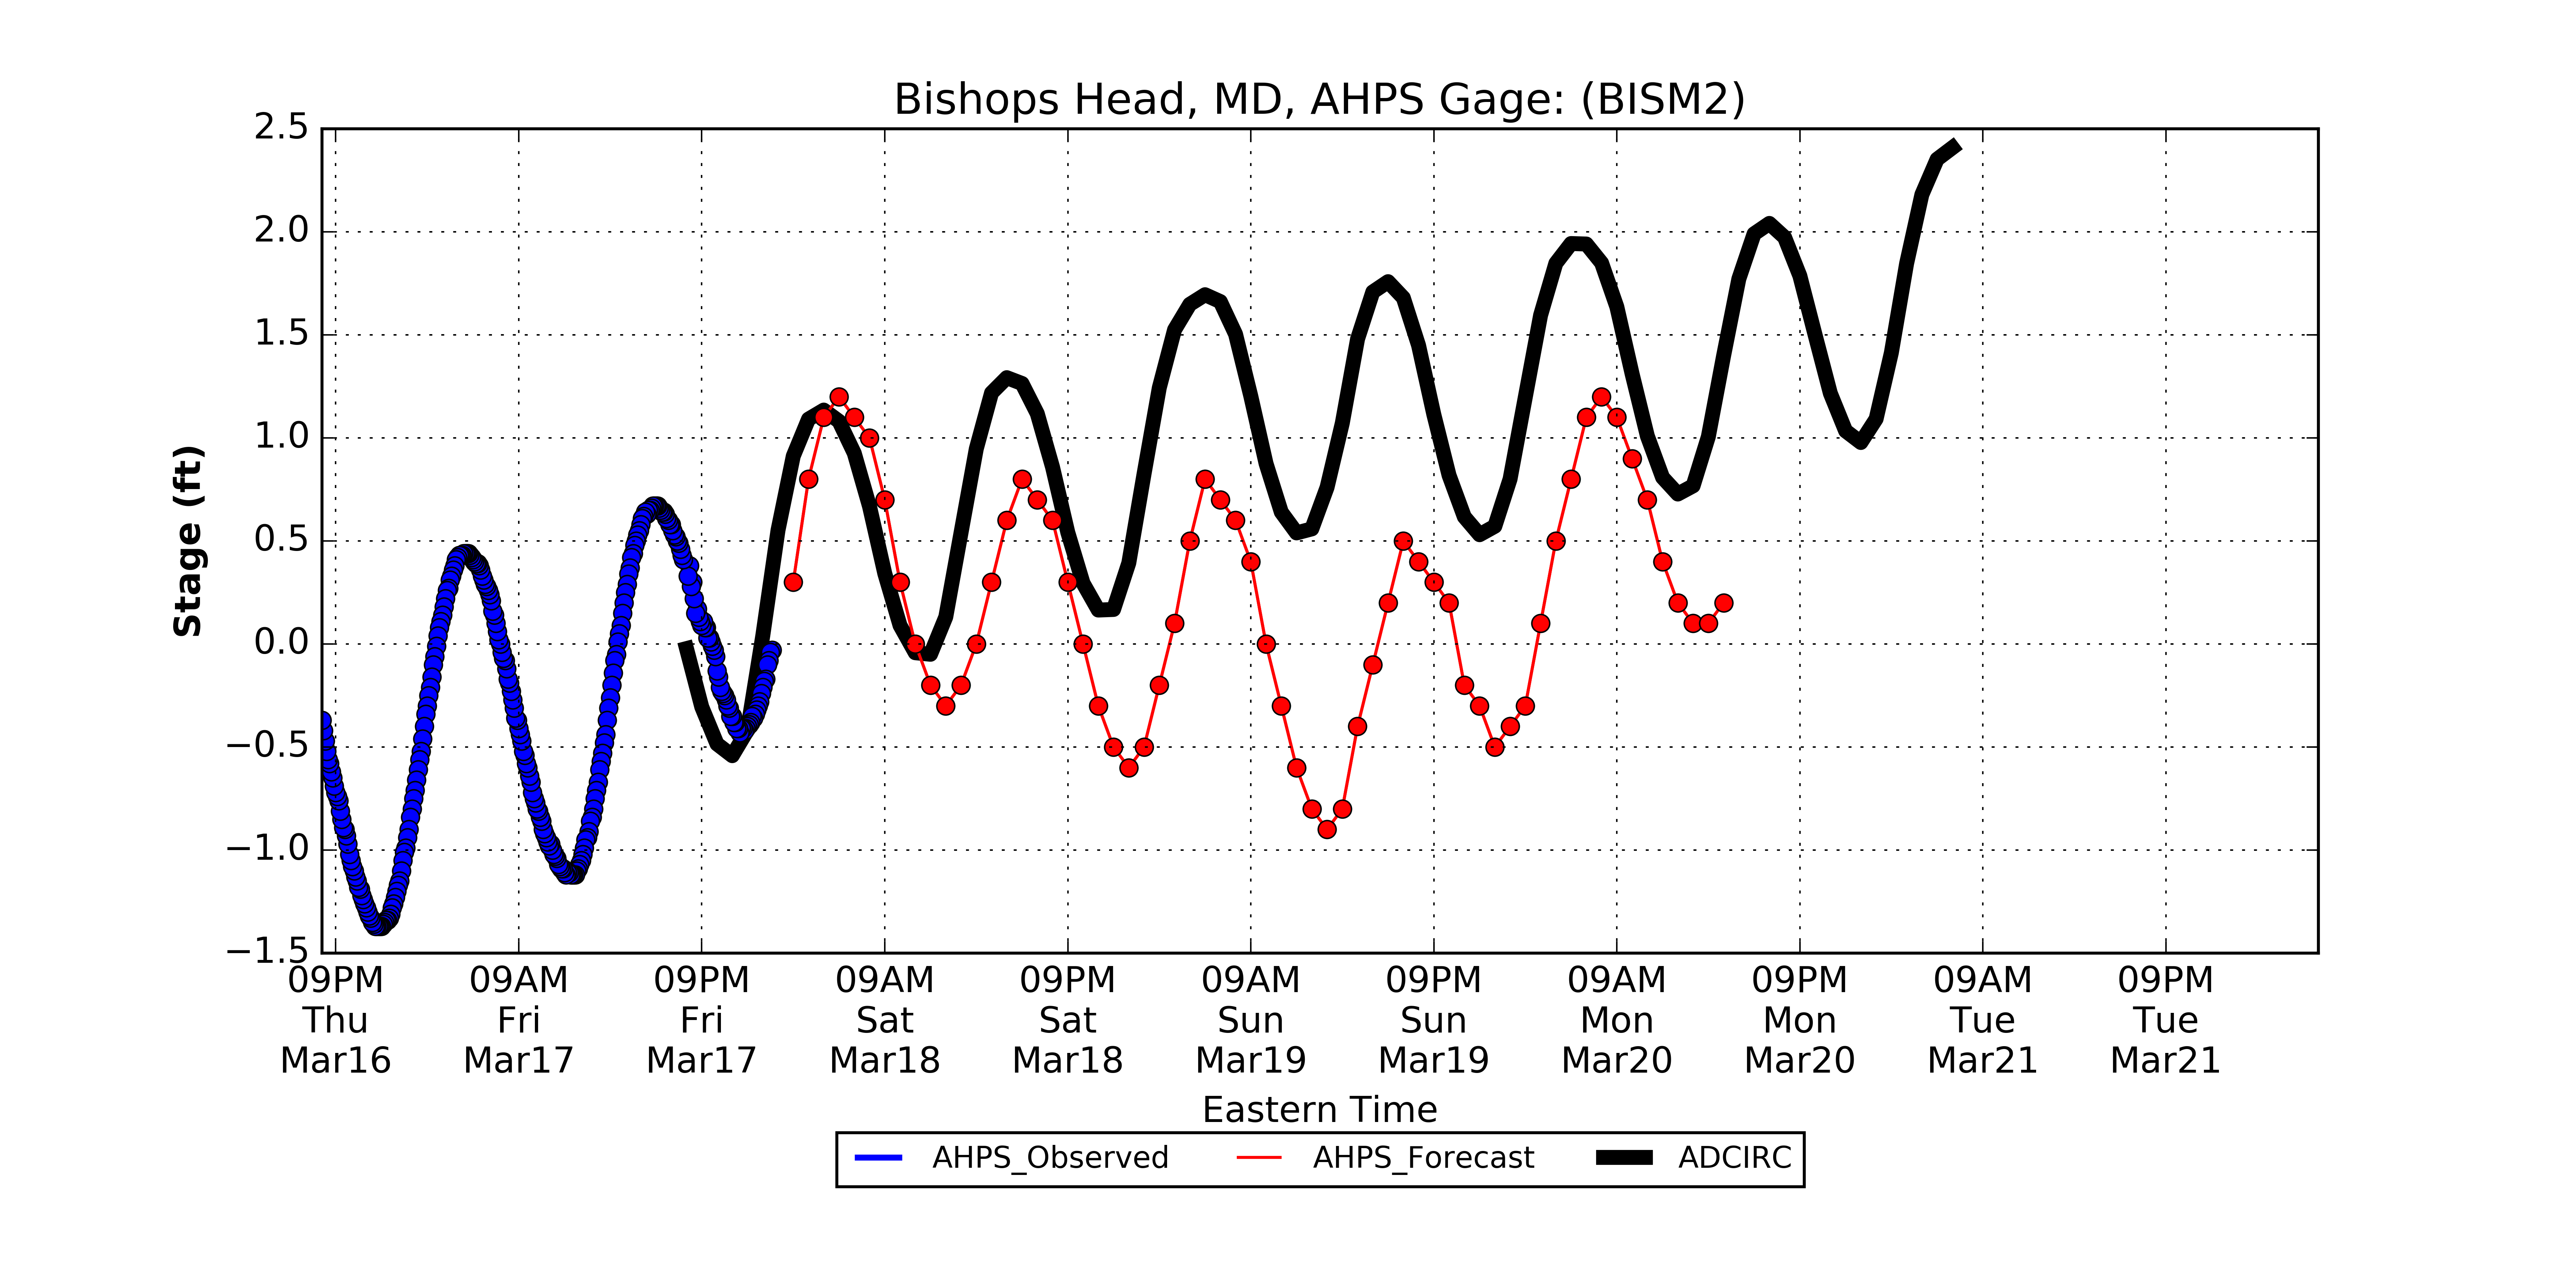 Bishops Head, MD, AHPS Gage: (BISM2)
2.5
2.0
1.5
1.0
0.5
0.0
−0.5
−1.0
−1.5
Stage (ft)
09PM 09AM 09PM 09AM 09PM 09AM 09PM 09AM 09PM 09AM 09PM
Thu Fri Fri Sat Sat Sun Sun Mon Mon Tue Tue
Mar16 Mar17 Mar17 Mar18 Mar18 Mar19 Mar19 Mar20 Mar20 Mar21 Mar21
Eastern Time
AHPS_Observed AHPS_Forecast ADCIRC